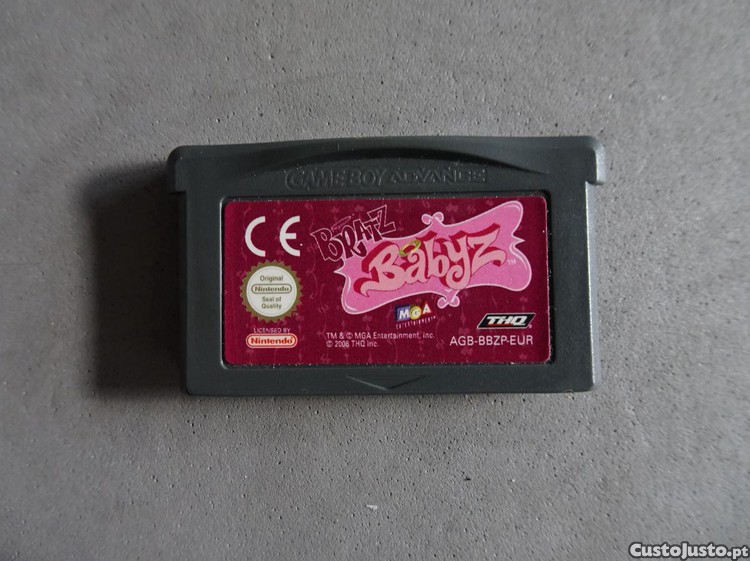 GAME BOY ADVANCE
CE
BRATZ
Babyz
TM
Original
Nintendo
Seal of
Quality
MGA
ENTERTAINMENT
THQ
LICENSED BY
Nintendo
TM & © MGA Entertainment, Inc.
© 2006 THQ Inc.
AGB-BBZP-EUR
CustoJusto.pt